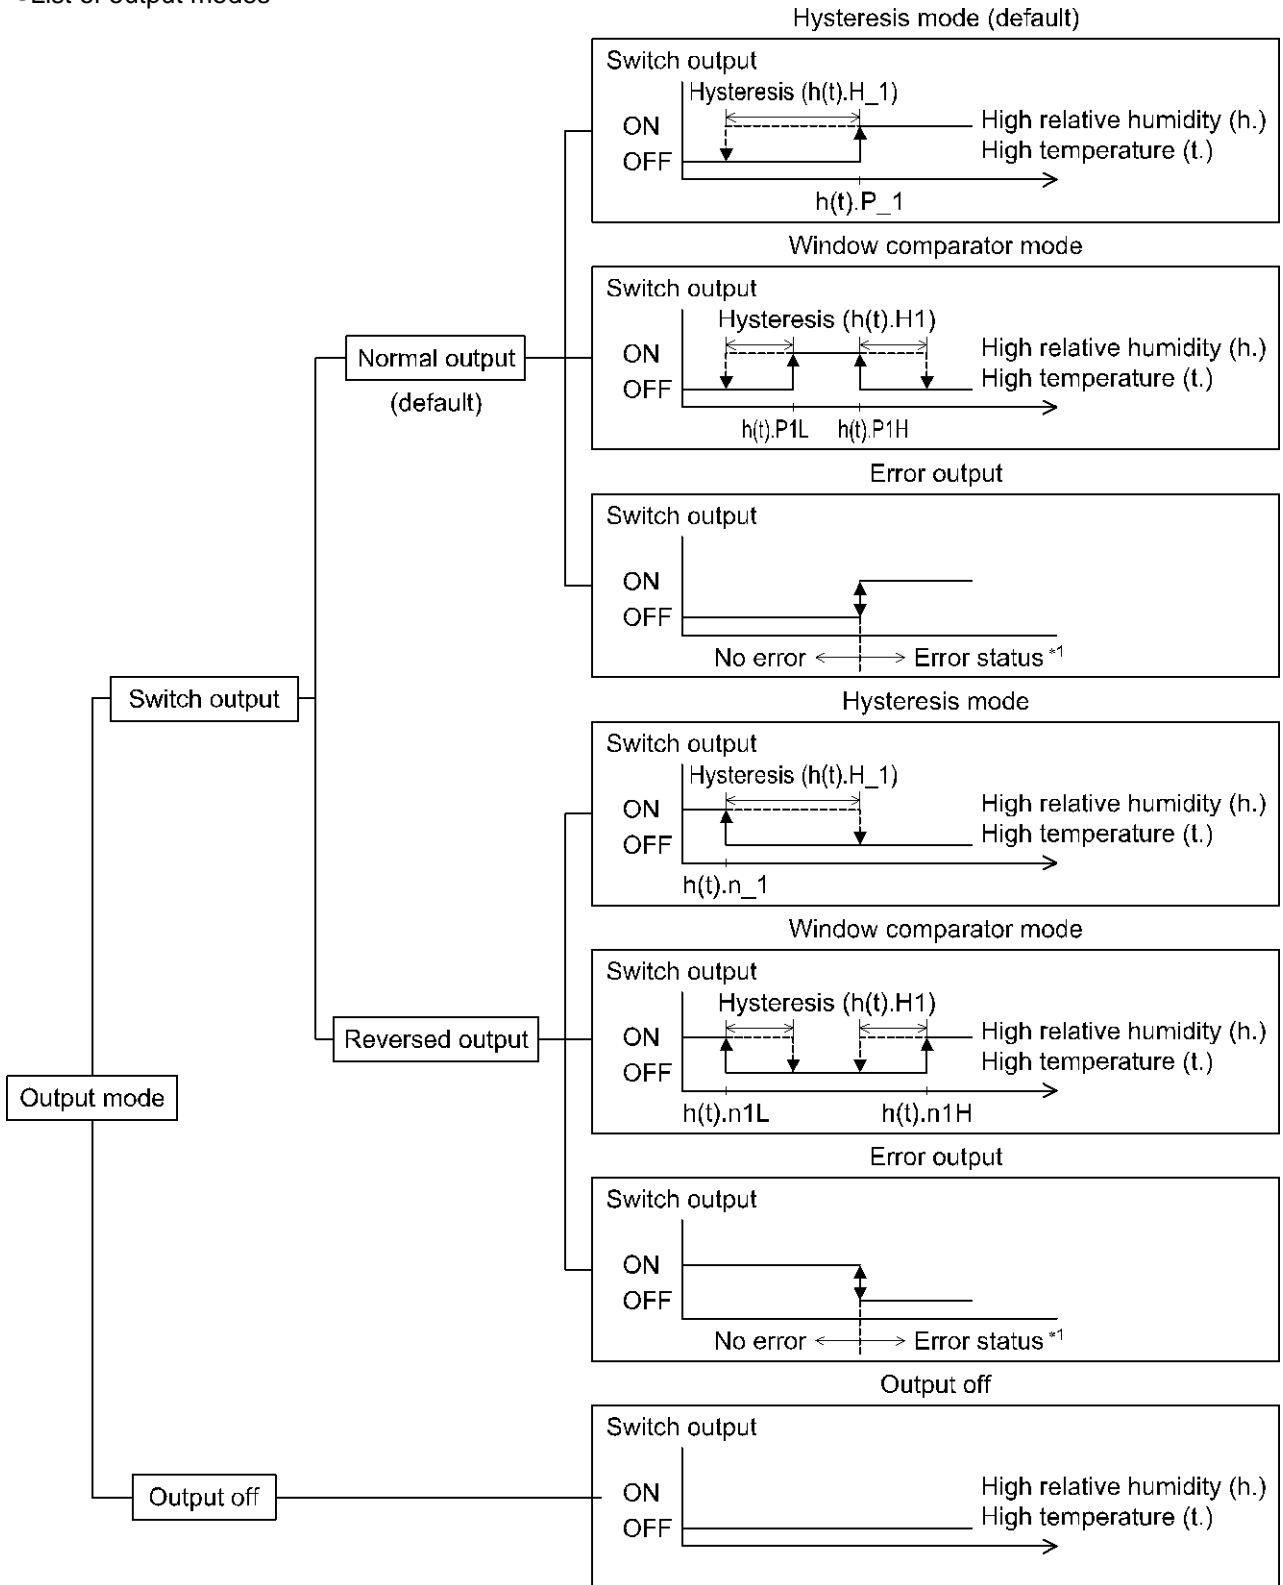 List of output modes
Hysteresis mode (default)
Switch output
Hysteresis (h(t).H_1)
ON
OFF
High relative humidity (h.)
High temperature (t.)
h(t).P_1
Window comparator mode
Switch output
Hysteresis (h(t).H1)
ON
OFF
High relative humidity (h.)
High temperature (t.)
h(t).P1L h(t).P1H
Normal output
(default)
Error output
Switch output
ON
OFF
No error Error status *1
Switch output
Hysteresis mode
Switch output
Hysteresis (h(t).H_1)
ON
OFF
High relative humidity (h.)
High temperature (t.)
h(t).n_1
Window comparator mode
Switch output
Hysteresis (h(t).H1)
ON
OFF
High relative humidity (h.)
High temperature (t.)
h(t).n1L h(t).n1H
Reversed output
Output mode
Error output
Switch output
ON
OFF
No error Error status *1
Output off
Switch output
ON
OFF
High relative humidity (h.)
High temperature (t.)
Output off